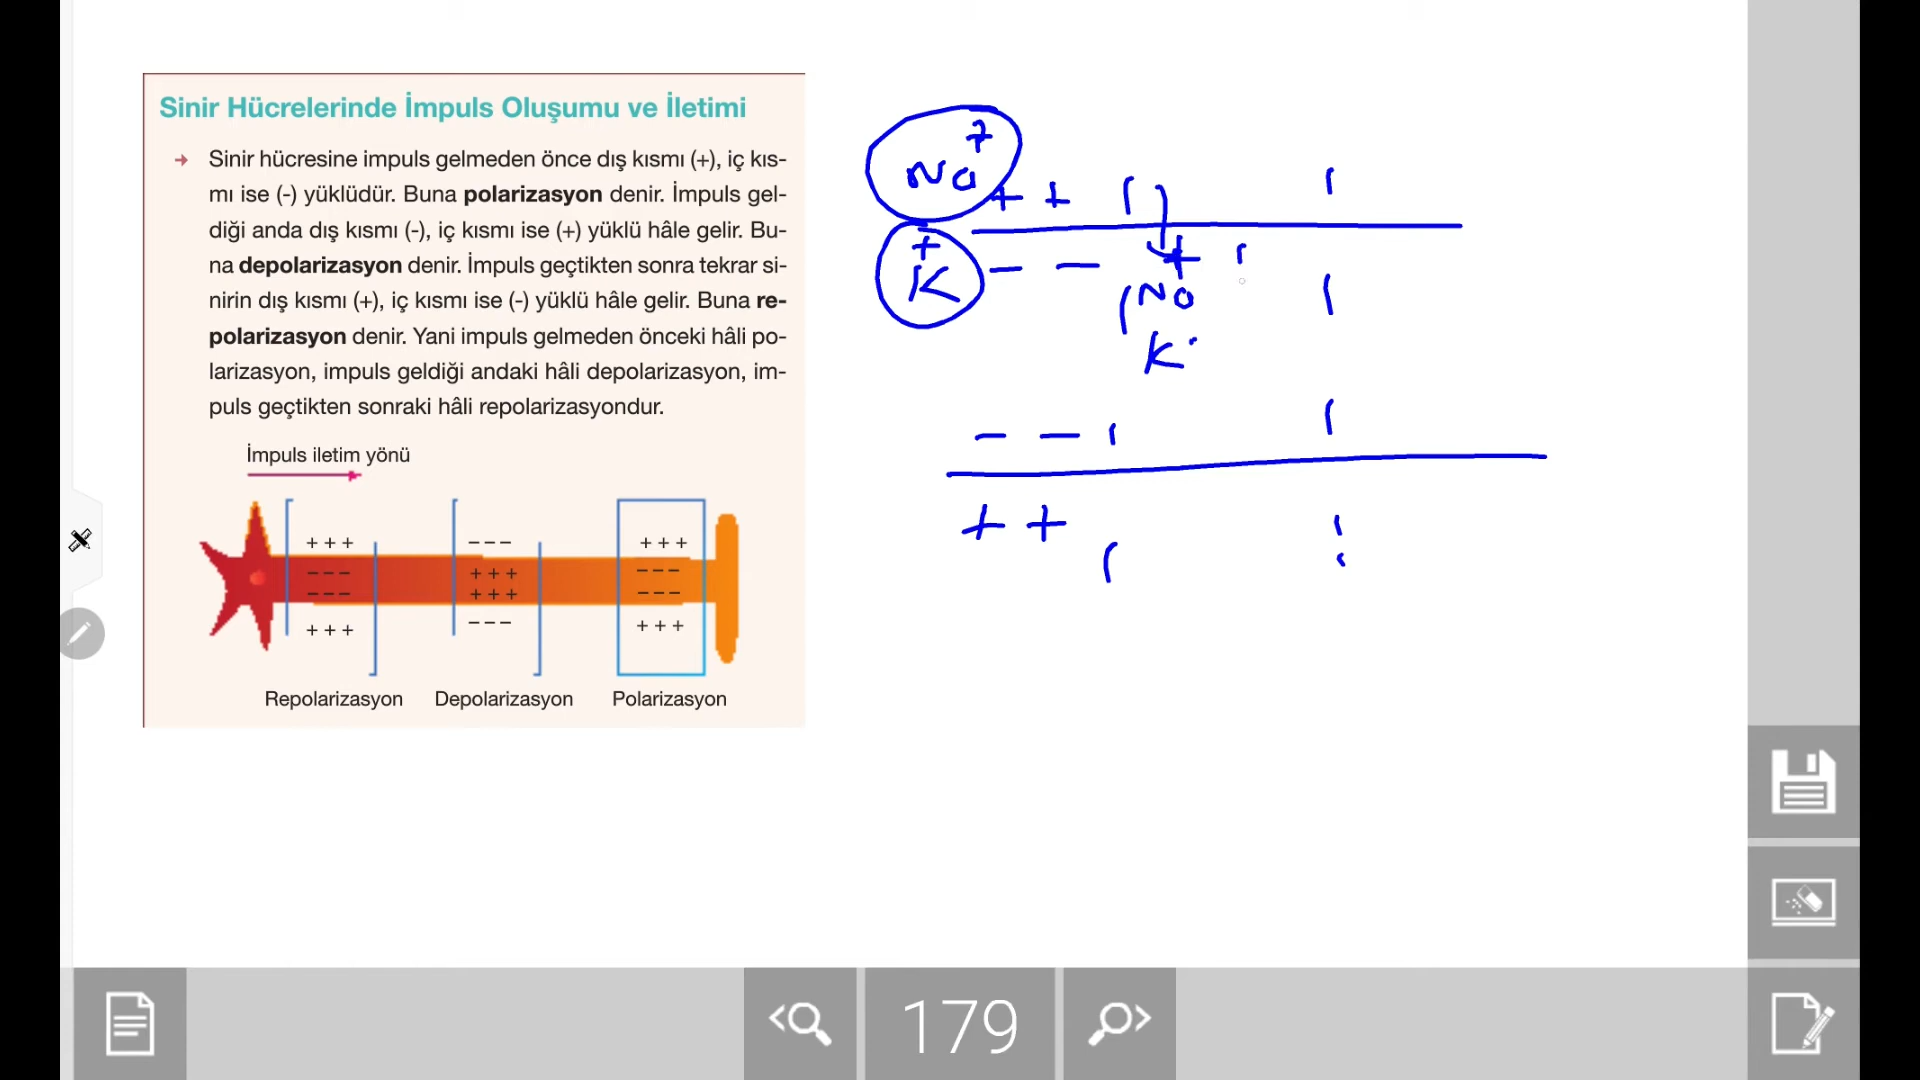 Sinir Hücrelerinde İmpuls Oluşumu ve İletimi
→ Sinir hücresine impuls gelmeden önce dış kısmı (+), iç kıs-
mı ise (-) yüklüdür. Buna polarizasyon denir. İmpuls gel-
diği anda dış kısmı (-), iç kısmı ise (+) yüklü hâle gelir. Bu-
na depolarizasyon denir. İmpuls geçtikten sonra tekrar si-
nirin dış kısmı (+), iç kısmı ise (-) yüklü hâle gelir. Buna re-
polarizasyon denir. Yani impuls gelmeden önceki hâli po-
larizasyon, impuls geldiği andaki hâli depolarizasyon, im-
puls geçtikten sonraki hâli repolarizasyondur.
İmpuls iletim yönü
+++ --- +++
--- +++ ---
--- +++ ---
+++ --- +++
Repolarizasyon Depolarizasyon Polarizasyon
Na+
+ +
K+
- - +
Na
K
- -
+ +
179